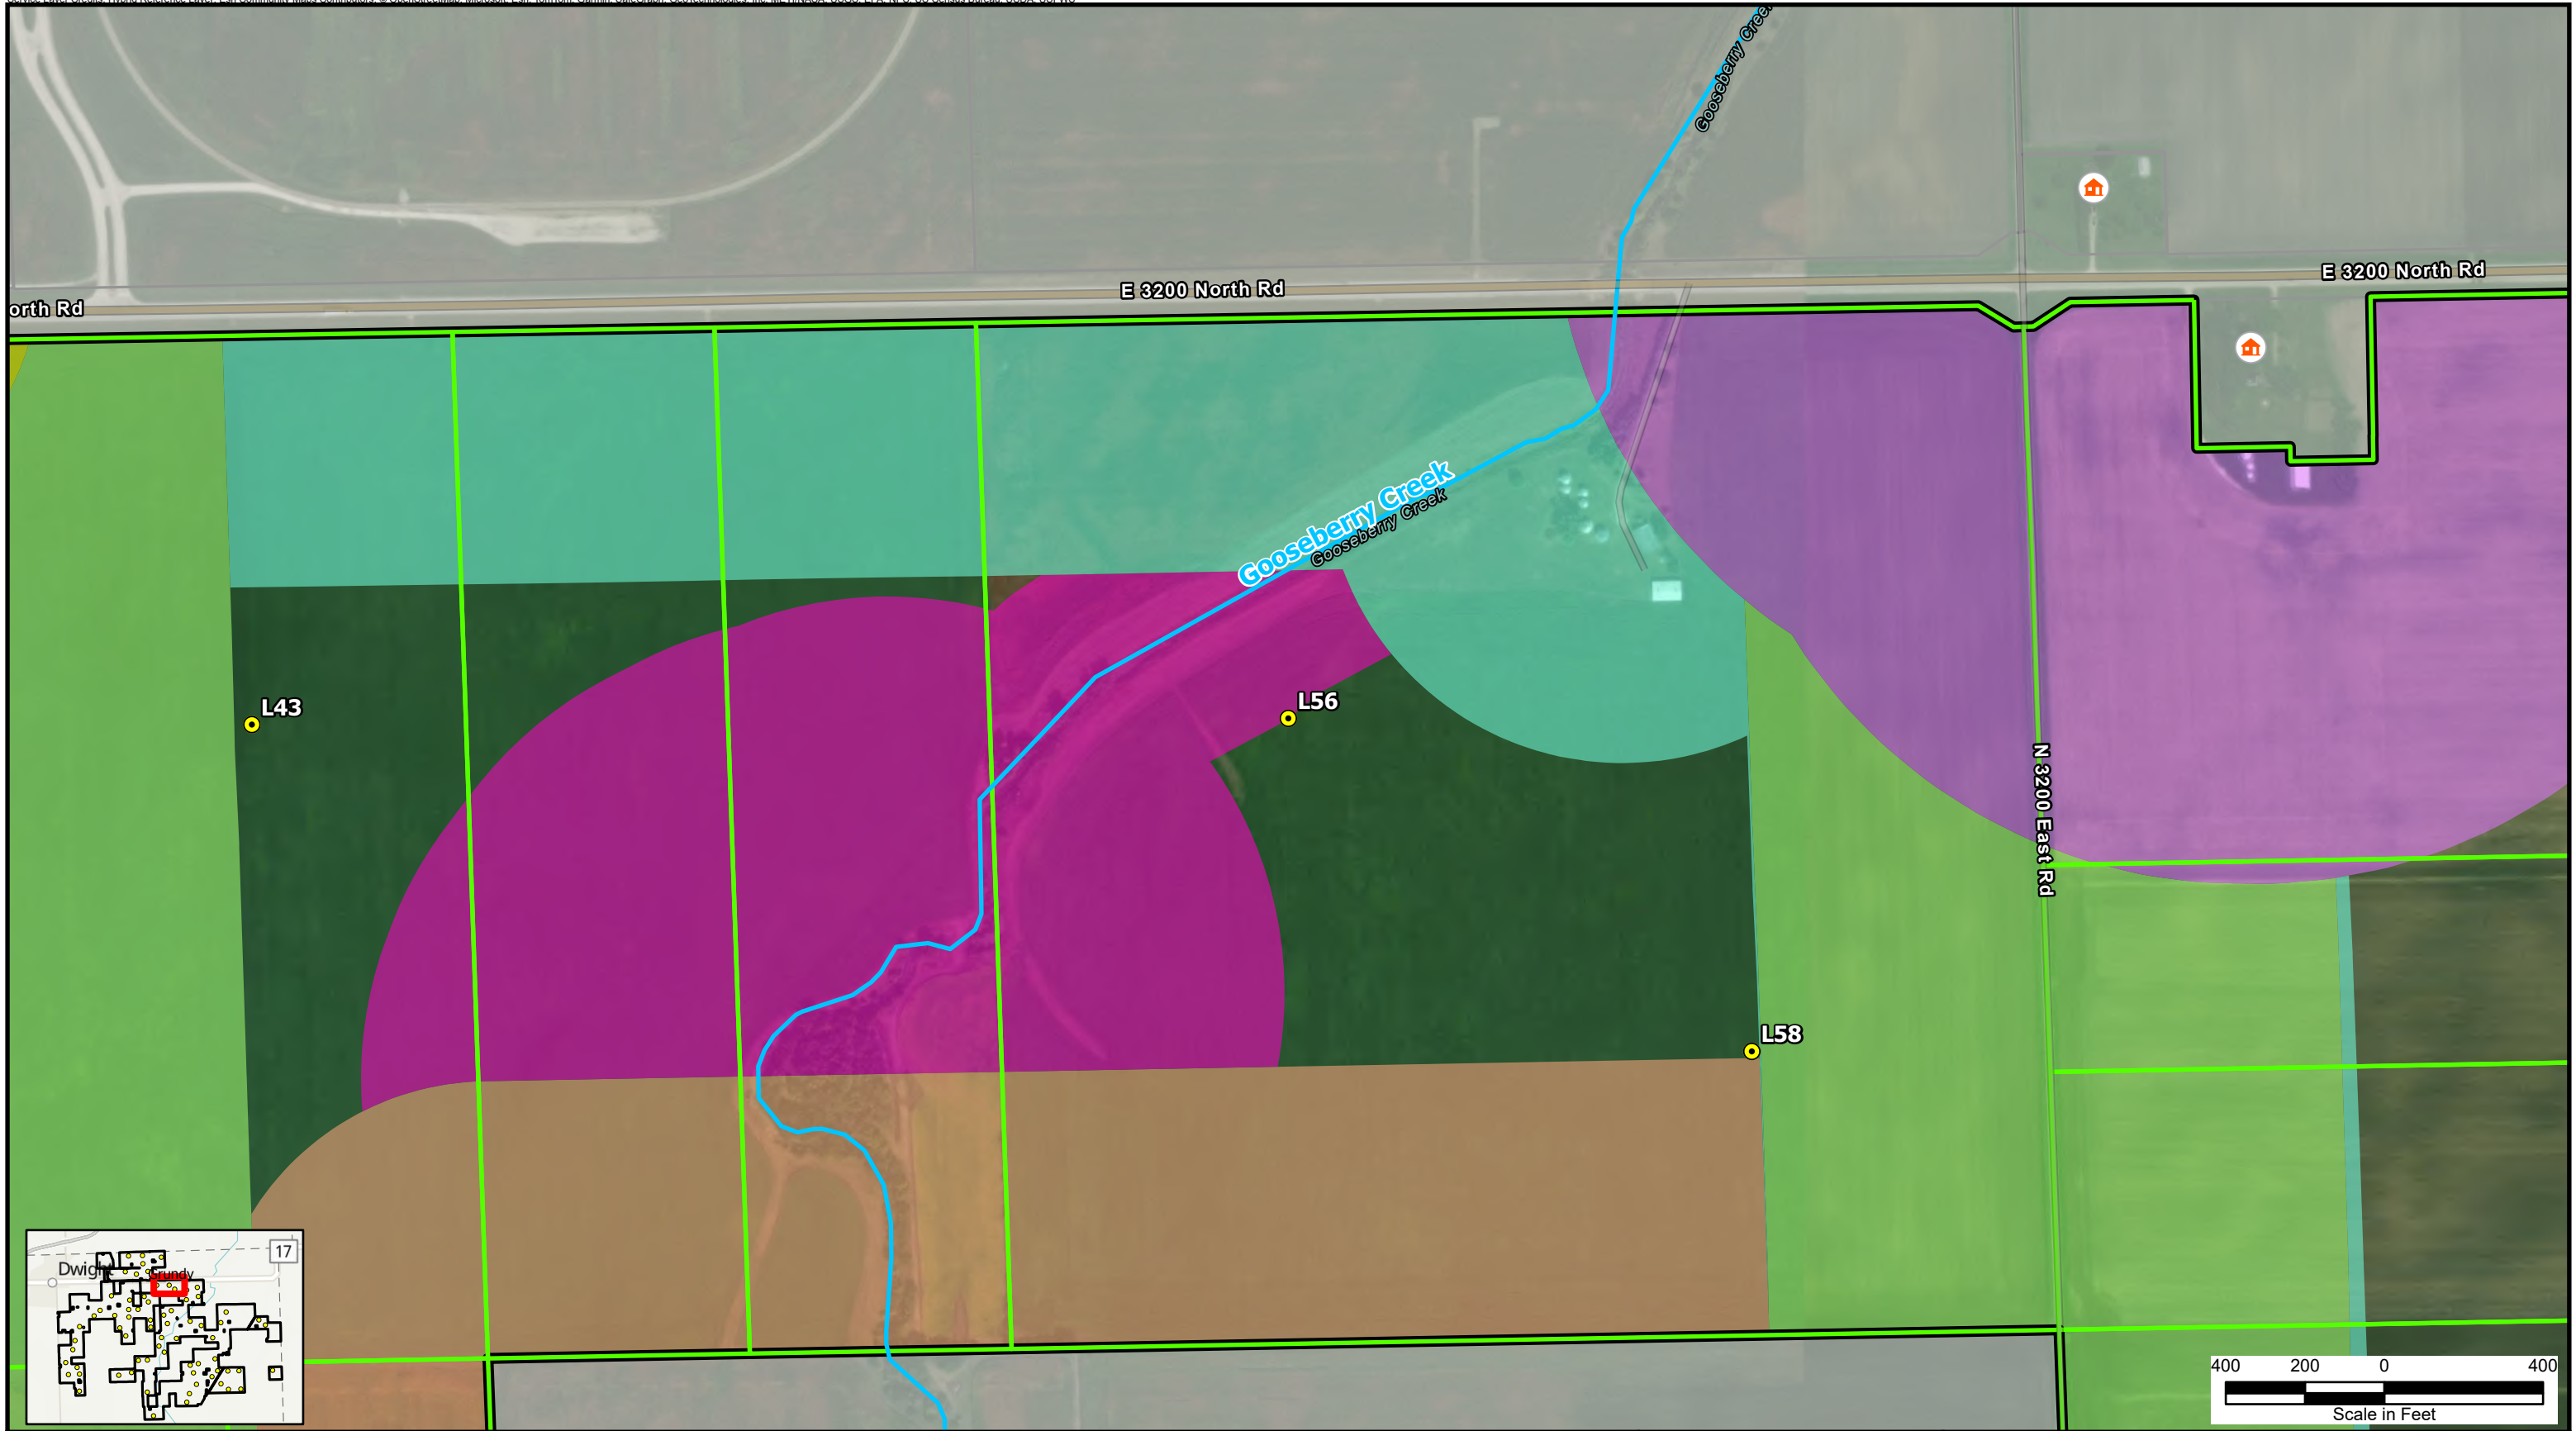 Gooseberry Creek
E 3200 North Rd
E 3200 North Rd
orth Rd
Gooseberry Creek
Gooseberry Creek
L43
L56
N 3200 East Rd
L58
17
Dwight
Grundy
400 200 0 400
Scale in Feet